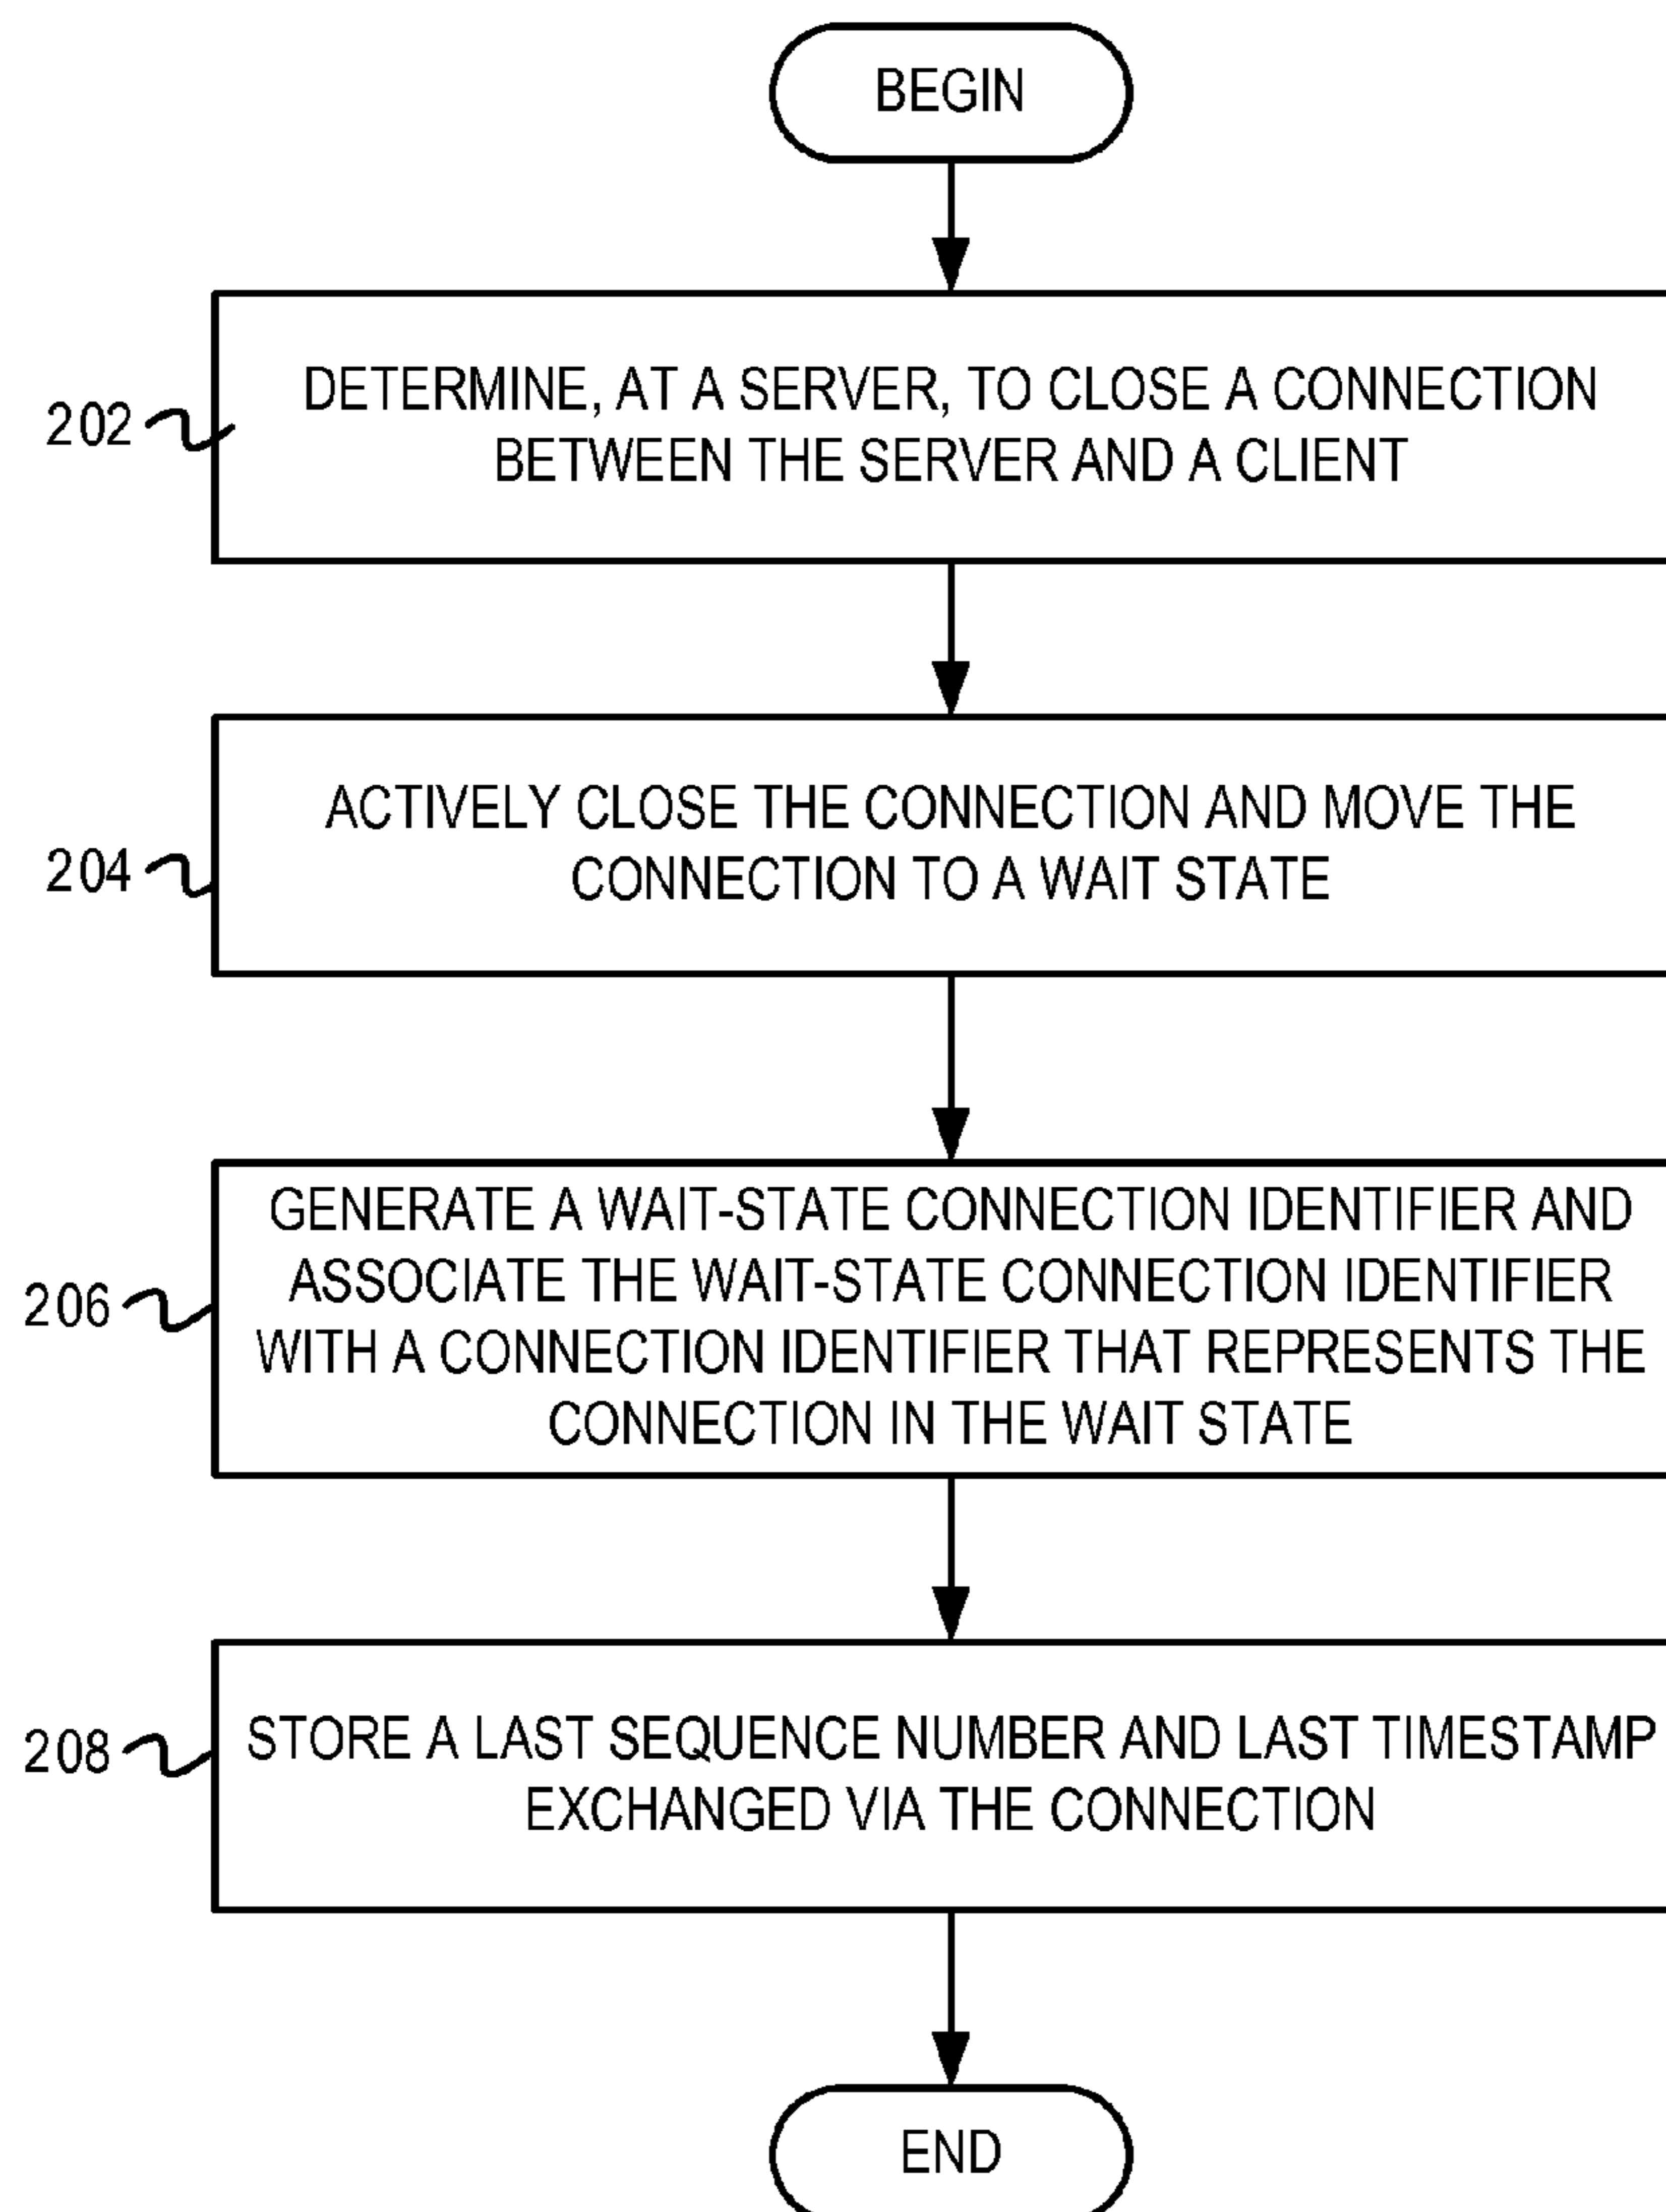 BEGIN
DETERMINE, AT A SERVER, TO CLOSE A CONNECTION
BETWEEN THE SERVER AND A CLIENT
202
ACTIVELY CLOSE THE CONNECTION AND MOVE THE
CONNECTION TO A WAIT STATE
204
GENERATE A WAIT-STATE CONNECTION IDENTIFIER AND
ASSOCIATE THE WAIT-STATE CONNECTION IDENTIFIER
WITH A CONNECTION IDENTIFIER THAT REPRESENTS THE
CONNECTION IN THE WAIT STATE
206
STORE A LAST SEQUENCE NUMBER AND LAST TIMESTAMP
EXCHANGED VIA THE CONNECTION
208
END